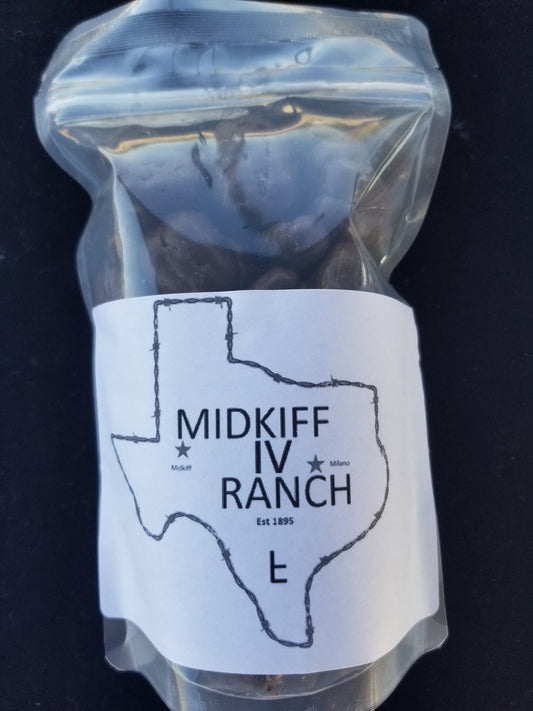 MIDKIFF
IV
Midkiff
Milano
RANCH
Est 1895